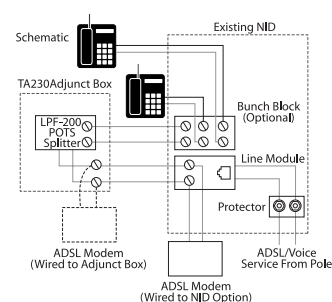 Schematic
Existing NID
TA230Adjunct Box
LPF-200
POTS
Splitter
Bunch Block
(Optional)
Line Module
Protector
ADSL Modem
(Wired to Adjunct Box)
ADSL Modem
(Wired to NID Option)
ADSL/Voice
Service From Pole